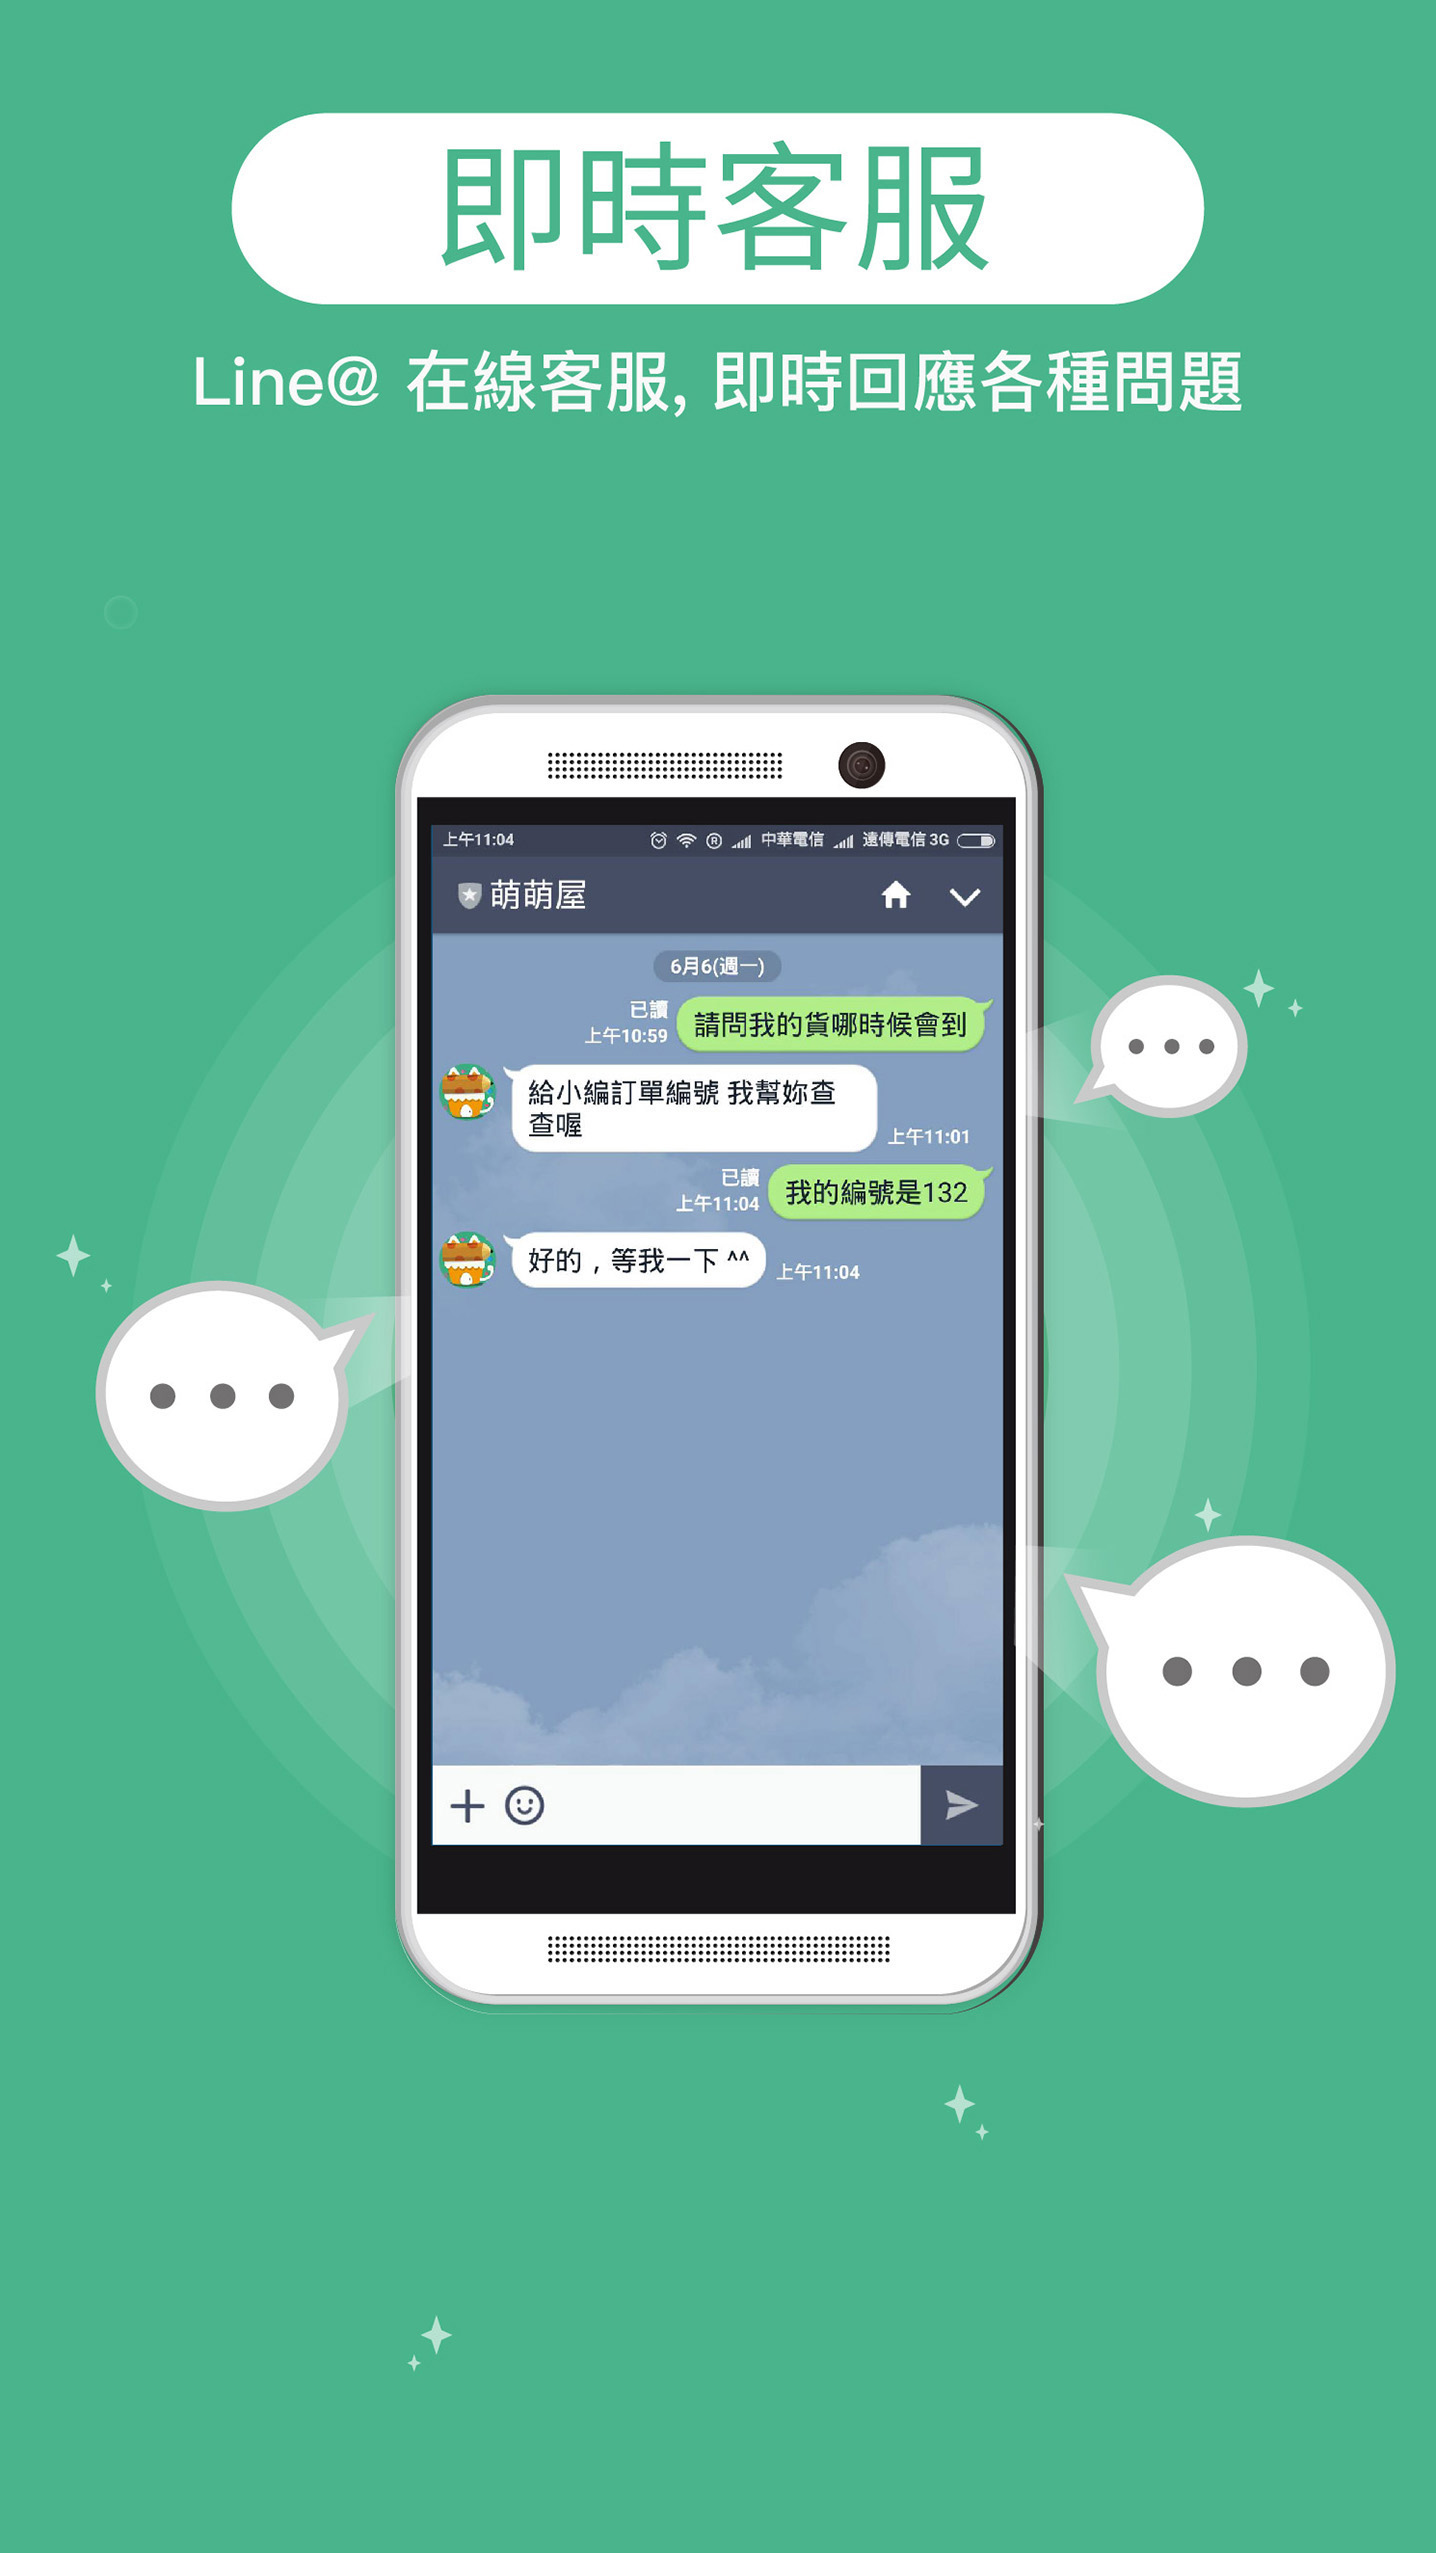 即時客服
Line@ 在線客服, 即時回應各種問題
上午11:04
® 中華電信 遠傳電信 3G
萌萌屋
6月6(週一)
已讀
上午10:59
請問我的貨哪時候會到
給小編訂單編號 我幫妳查
查喔
上午11:01
已讀
上午11:04
我的編號是132
好的，等我一下 ^^
上午11:04